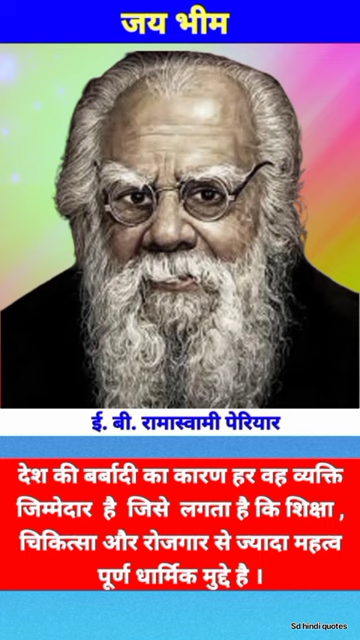 जय भीम
ई. बी. रामास्वामी पेरियार
देश की बर्बादी का कारण हर वह व्यक्ति
जिम्मेदार है जिसे लगता है कि शिक्षा ,
चिकित्सा और रोजगार से ज्यादा महत्व
पूर्ण धार्मिक मुद्दे है ।
Sd hindi quotes